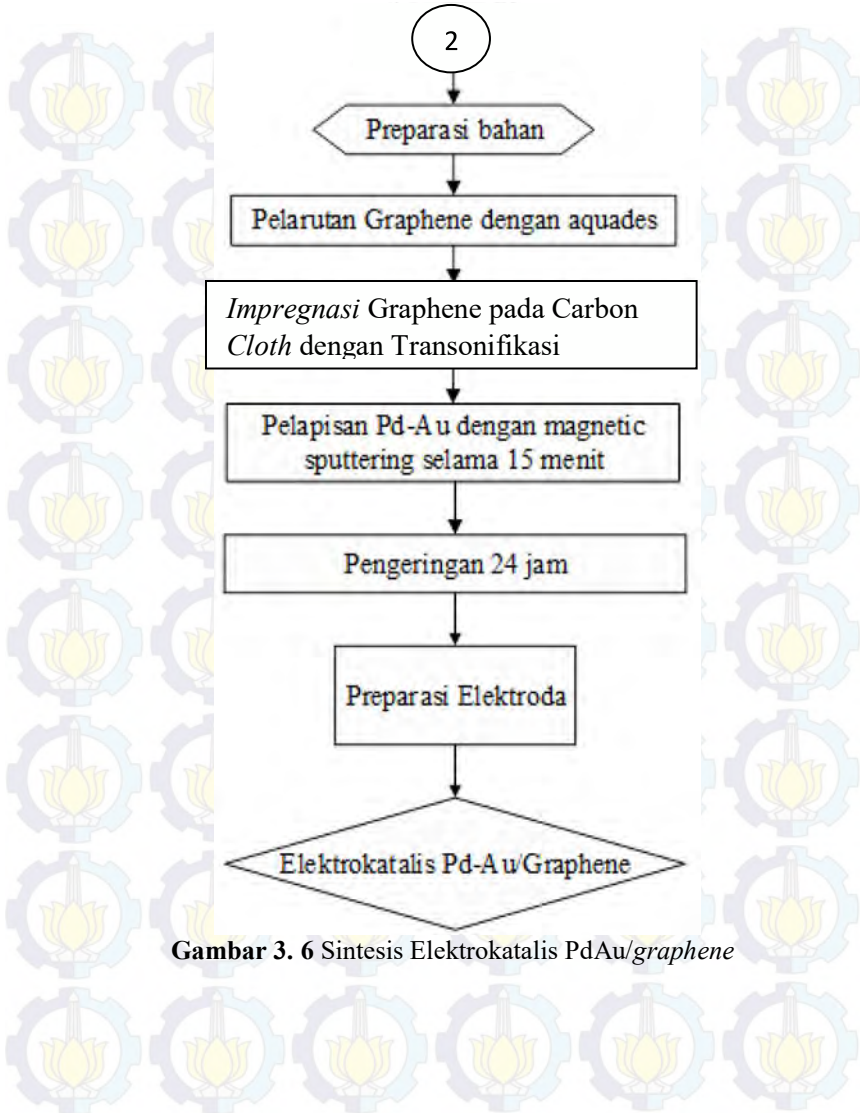 2
Preparasi bahan
Pelarutan Graphene dengan aquades
Impregnasi Graphene pada Carbon
Cloth dengan Transonifikasi
Pelapisan Pd-Au dengan magnetic
sputtering selama 15 menit
Pengeringan 24 jam
Preparasi Elektroda
Elektrokatalis Pd-Au/Graphene
Gambar 3. 6 Sintesis Elektrokatalis PdAu/graphene